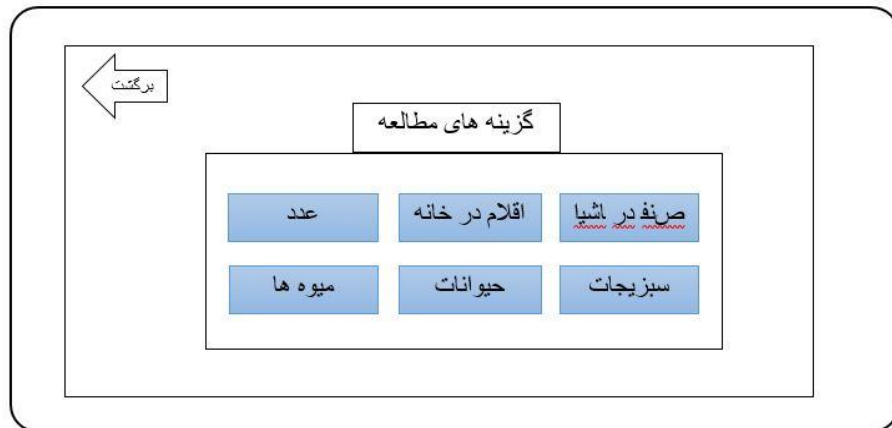 برگشت
گزینه های مطالعه
صنف در اشیا
اقلام در خانه
عدد
سبزیجات
حیوانات
میوه ها